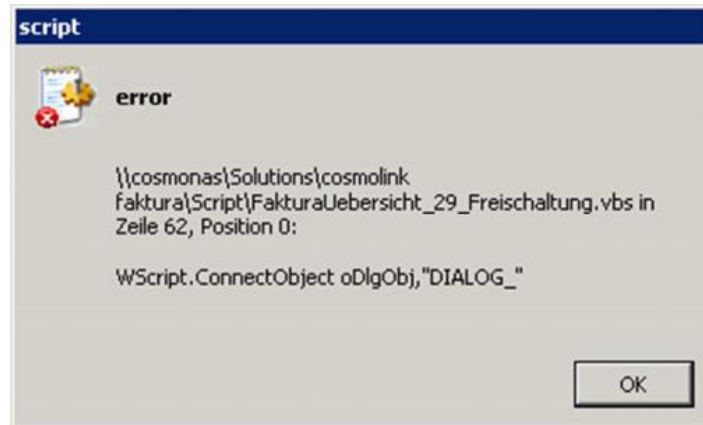 script
error
\\cosmonas\Solutions\cosmolink
faktura\Script\FakturaUebersicht_29_Freischaltung.vbs in
Zeile 62, Position 0:
WScript.ConnectObject oDlgObj,"DIALOG_"
OK